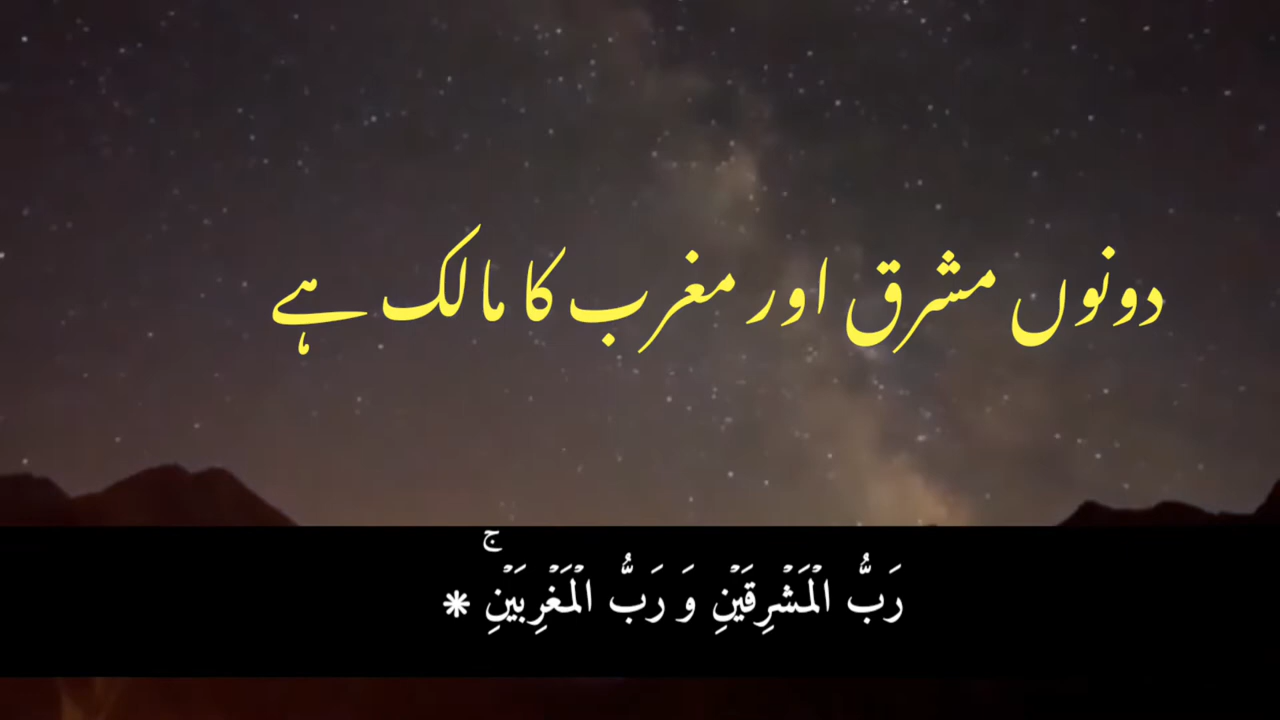 دونوں مشرق اور مغرب کا مالک ہے
رَبُّ الْمَشْرِقَيْنِ وَ رَبُّ الْمَغْرِبَيْنِۚ *